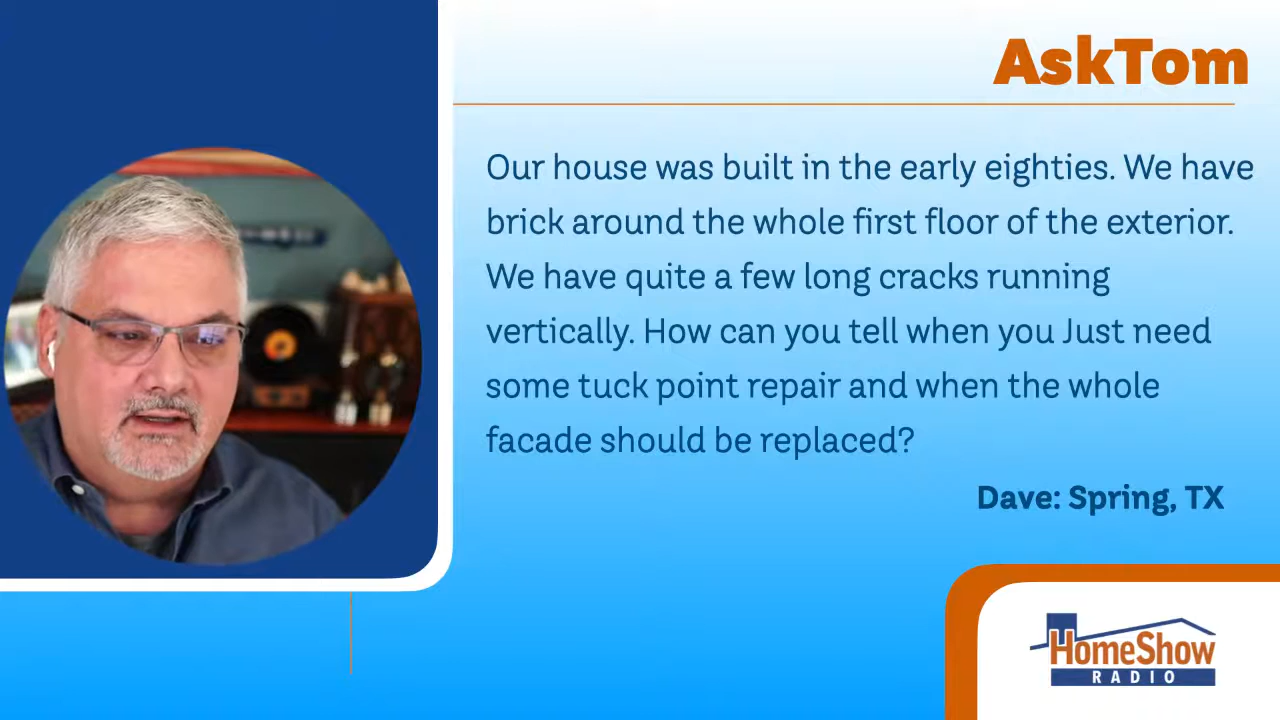 AskTom
Our house was built in the early eighties. We have
brick around the whole first floor of the exterior.
We have quite a few long cracks running
vertically. How can you tell when you Just need
some tuck point repair and when the whole
facade should be replaced?
Dave: Spring, TX
HomeShow
RADIO